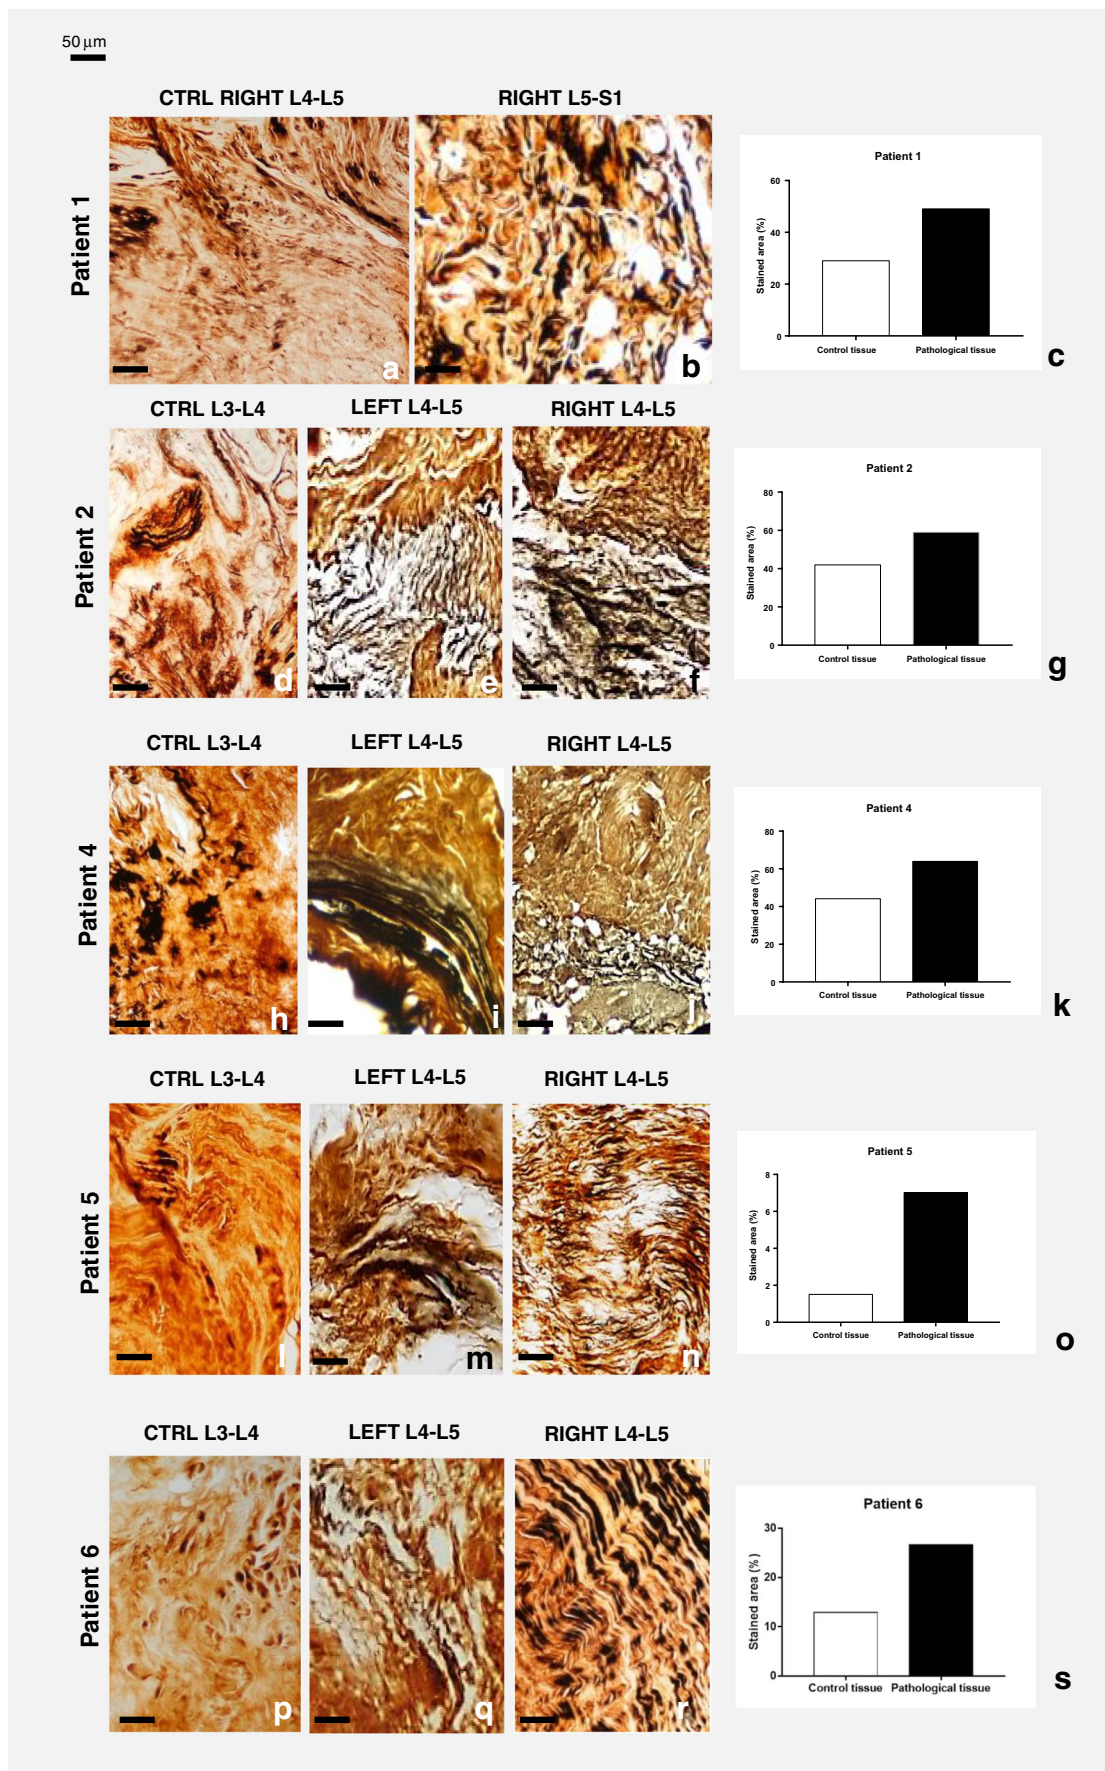 50 µm
CTRL RIGHT L4-L5
RIGHT L5-S1
Patient 1
a
b
Patient 1
Stained area (%)
60
40
20
0
Control tissue
Pathological tissue
c
CTRL L3-L4
LEFT L4-L5
RIGHT L4-L5
Patient 2
d
e
f
Patient 2
Stained area (%)
80
60
40
20
0
Control tissue
Pathological tissue
g
CTRL L3-L4
LEFT L4-L5
RIGHT L4-L5
Patient 4
h
i
j
Patient 4
Stained area (%)
80
60
40
20
0
Control tissue
Pathological tissue
k
CTRL L3-L4
LEFT L4-L5
RIGHT L4-L5
Patient 5
l
m
n
Patient 5
Stained area (%)
8
6
4
2
0
Control tissue
Pathological tissue
o
CTRL L3-L4
LEFT L4-L5
RIGHT L4-L5
Patient 6
p
q
r
Patient 6
Stained area (%)
30
20
10
0
Control tissue
Pathological tissue
s